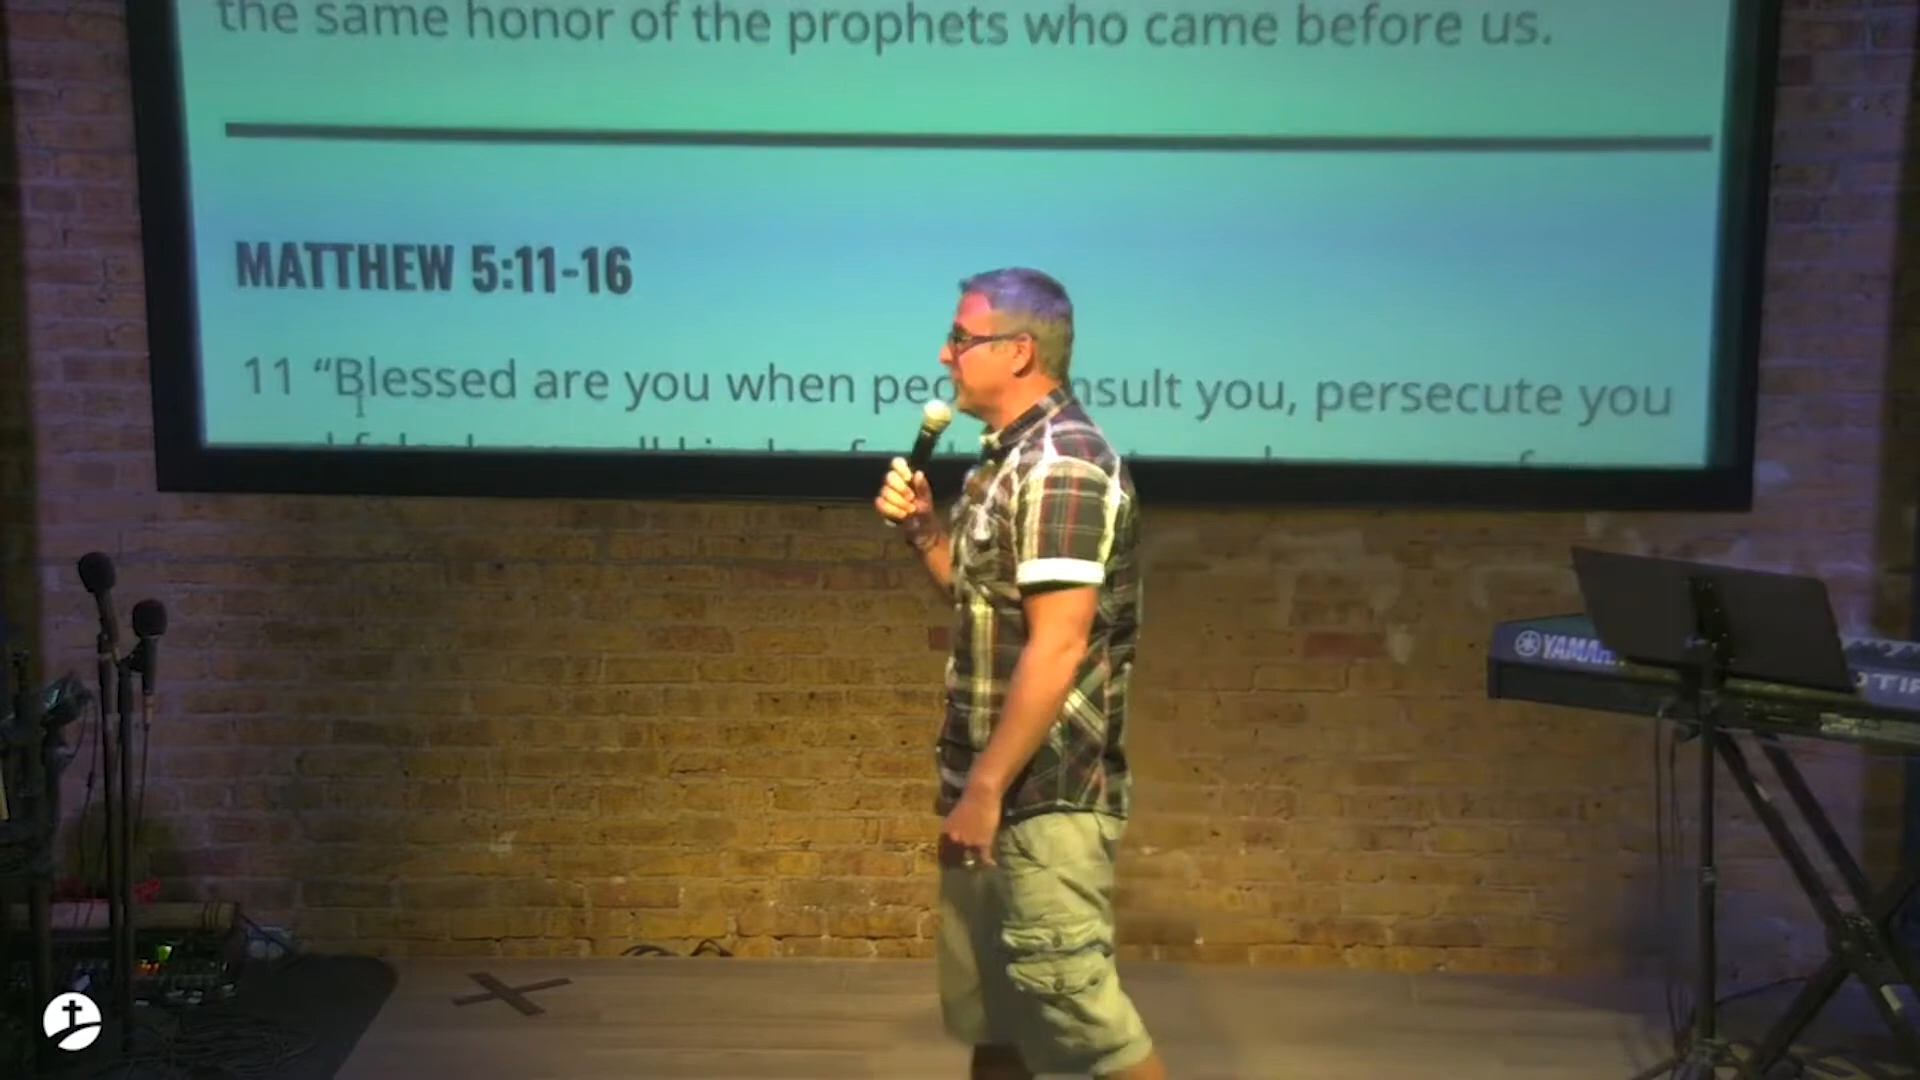 the same honor of the prophets who came before us.
MATTHEW 5:11-16
11 “Blessed are you when insult you, persecute you
YAMAHA